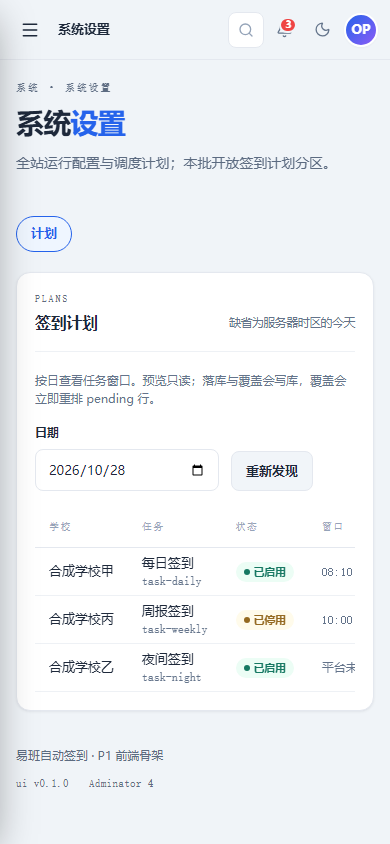 系统设置
3
OP
系统 · 系统设置
系统设置
全站运行配置与调度计划；本批开放签到计划分区。
计划
PLANS
签到计划
缺省为服务器时区的今天
按日查看任务窗口。预览只读；落库与覆盖会写库，覆盖会
立即重排 pending 行。
日期
2026/10/28
重新发现
学校 任务 状态 窗口
合成学校甲 每日签到 已启用 08:10
task-daily
合成学校丙 周报签到 已停用 10:00
task-weekly
合成学校乙 夜间签到 已启用 平台未
task-night
易班自动签到 · P1 前端骨架
ui v0.1.0 Adminator 4